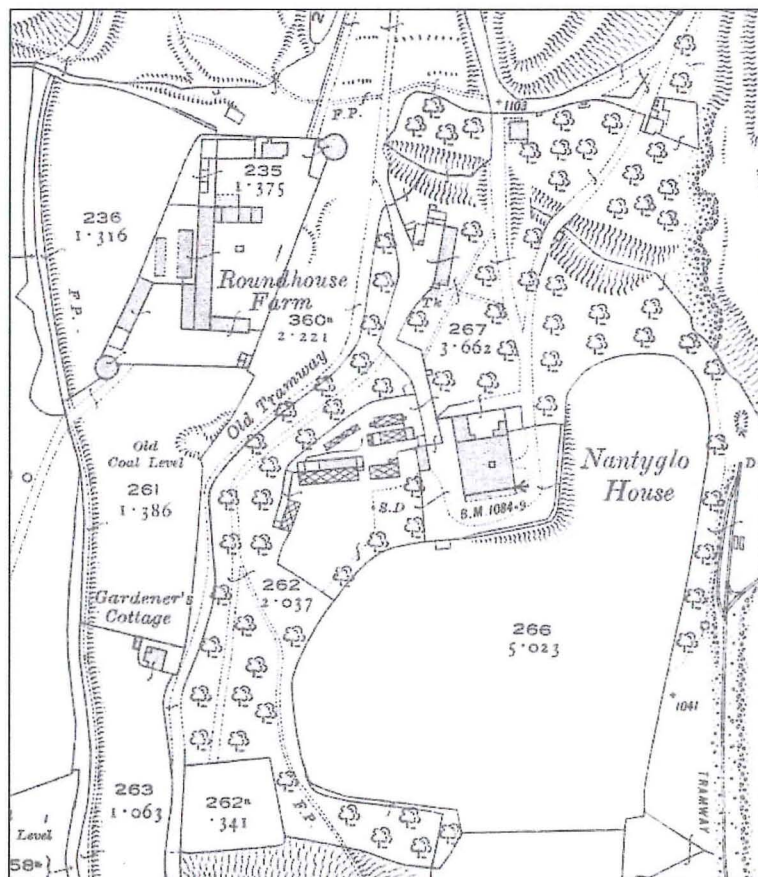 1103
F.P.
235
1·375
236
1·316
F.P.
Roundhouse
Farm
360ᵃ
2·221
Tk
267
3·662
Old Tramway
Old
Coal Level
261
1·386
Nantyglo
House
D
S.D
B.M. 1084·9
262
2·037
Gardener's
Cottage
266
5·023
1041
263
1·063
262ᵃ
·341
F.P.
TRAMWAY
Level